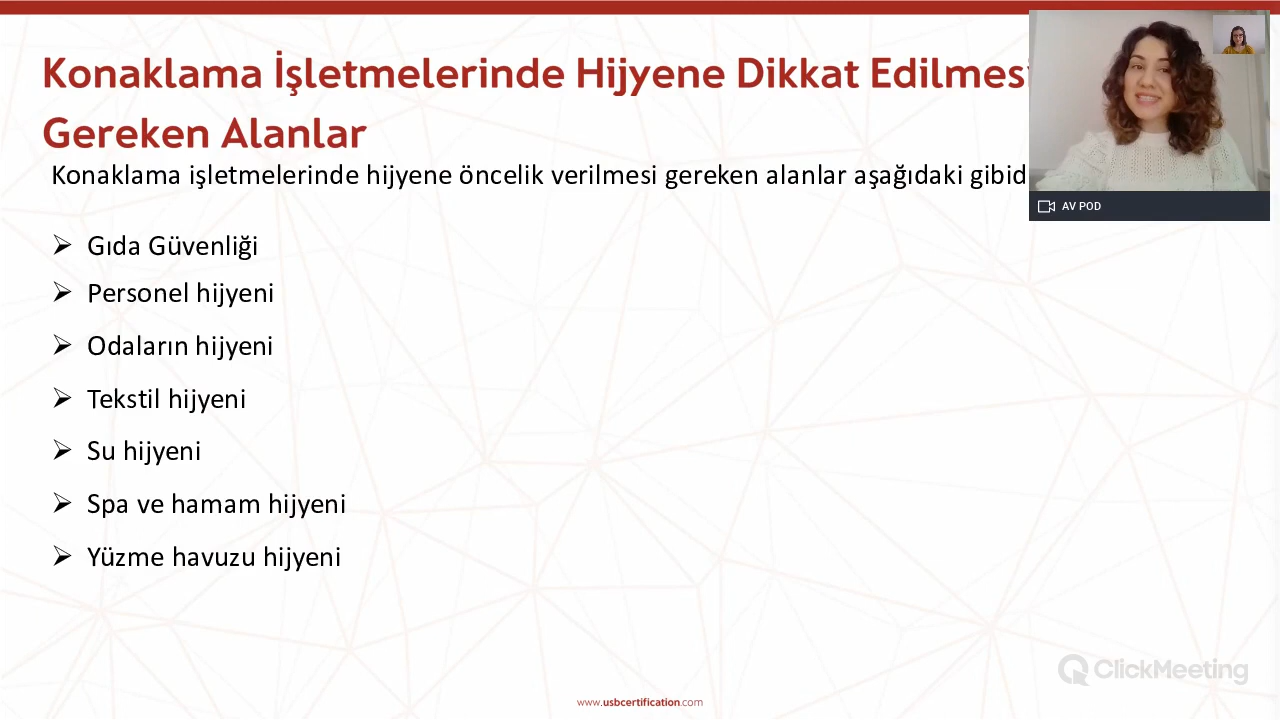 Konaklama İşletmelerinde Hijyene Dikkat Edilmesi
Gereken Alanlar
Konaklama işletmelerinde hijyene öncelik verilmesi gereken alanlar aşağıdaki gibid
➢ Gıda Güvenliği
➢ Personel hijyeni
➢ Odaların hijyeni
➢ Tekstil hijyeni
➢ Su hijyeni
➢ Spa ve hamam hijyeni
➢ Yüzme havuzu hijyeni
AV POD
ClickMeeting
www.usbcertification.com